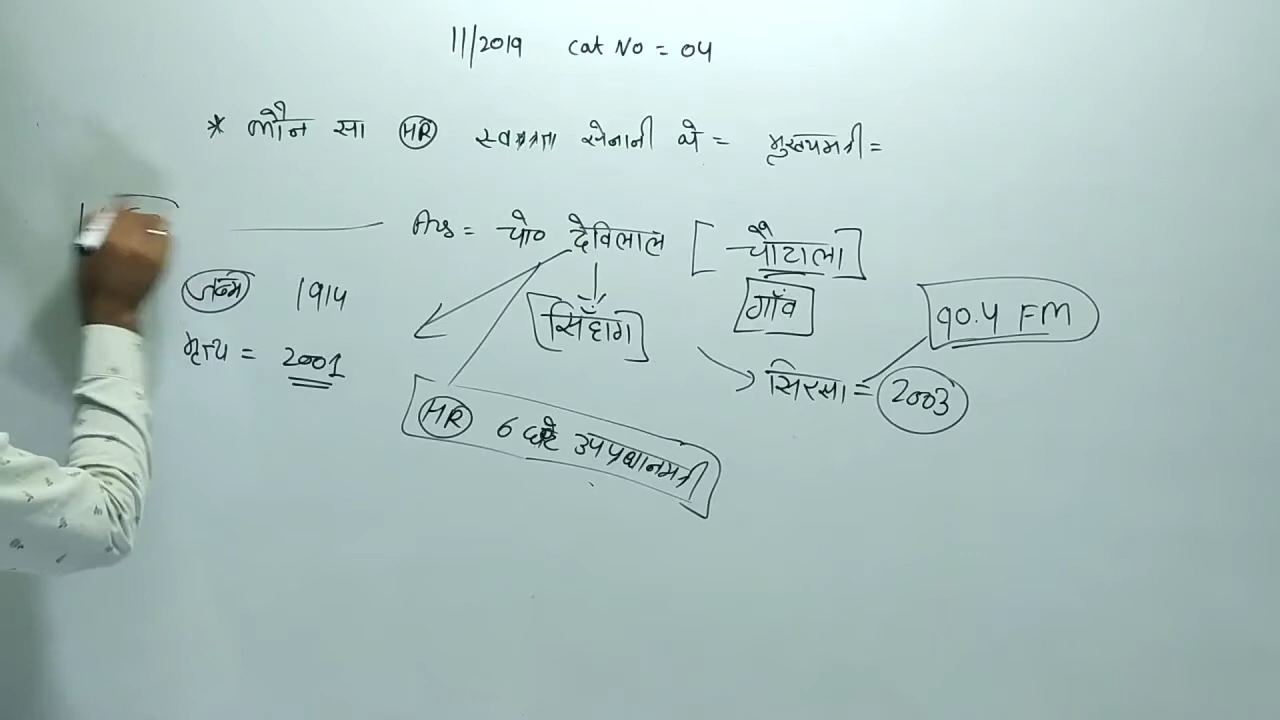 11/2019 Cat No = 04
* कौन सा HR स्वतंत्रता सेनानी थे = मुख्यमंत्री =
Ans = चौ० देविलाल [चौटाला]
गाँव
जन्म 1914
सिँहाग
90.4 FM
मृत्यु = 2001
सिरसा = 2003
HR 6 उपप्रधानमंत्री